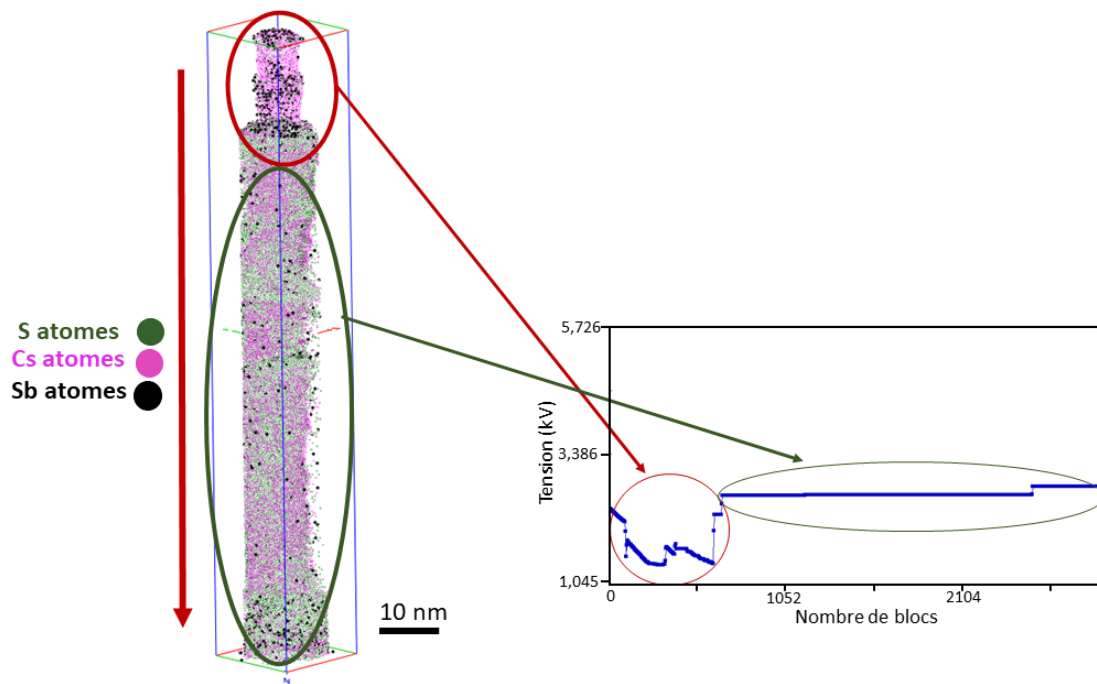 S atomes
Cs atomes
Sb atomes
10 nm
N
Tension (kV)
5,726
3,386
1,045
0
1052
2104
Nombre de blocs